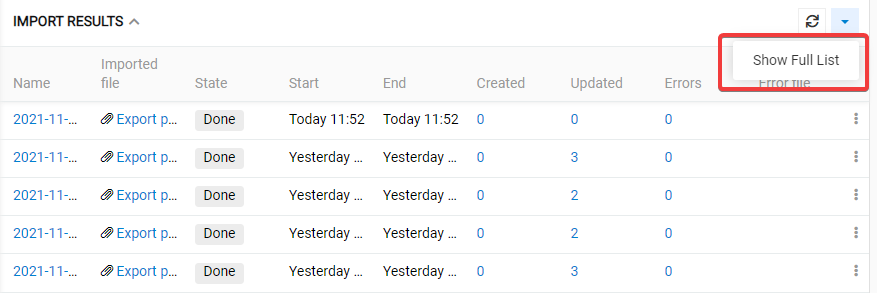 IMPORT RESULTS
Show Full List
Name Imported file State Start End Created Updated Errors Error file
2021-11-... Export p... Done Today 11:52 Today 11:52 0 0 0
2021-11-... Export p... Done Yesterday ... Yesterday ... 0 3 0
2021-11-... Export p... Done Yesterday ... Yesterday ... 0 2 0
2021-11-... Export p... Done Yesterday ... Yesterday ... 0 2 0
2021-11-... Export p... Done Yesterday ... Yesterday ... 0 3 0